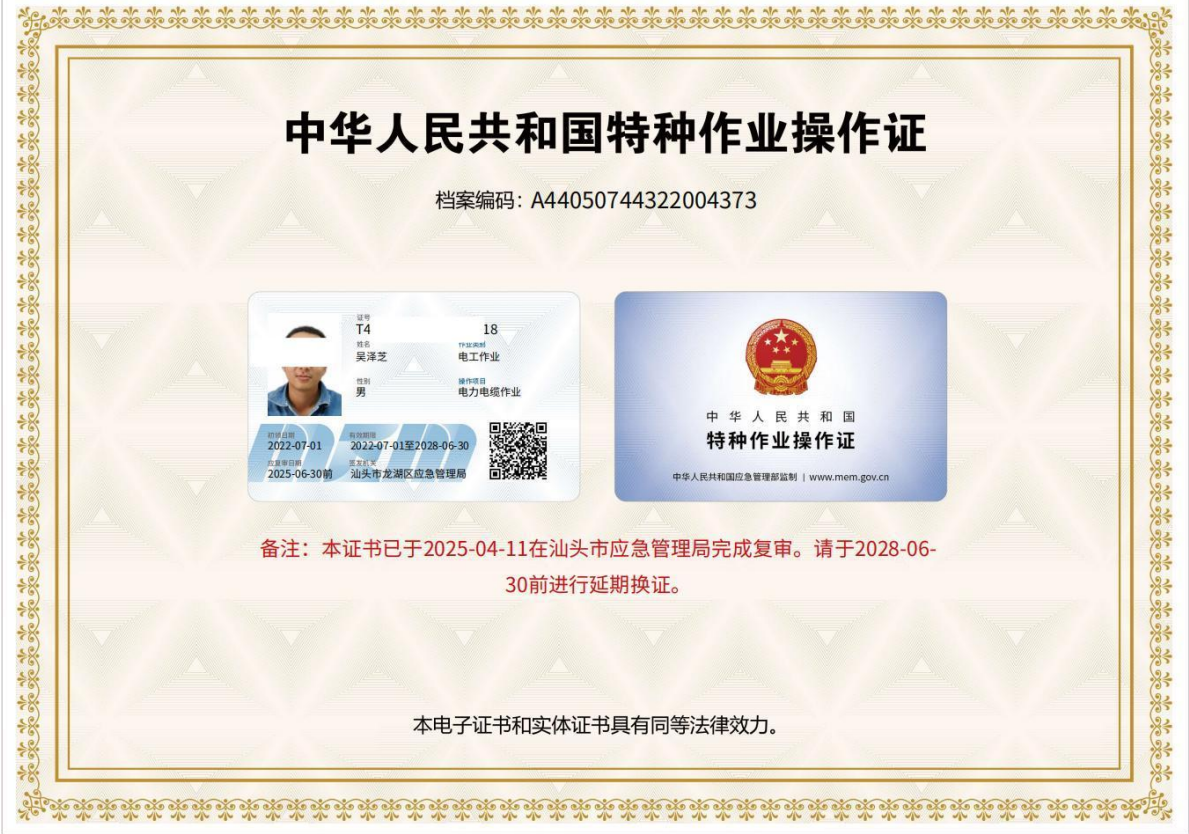 中华人民共和国特种作业操作证
档案编码：A44050744322004373
证号
T4 18
姓名
作业类别
吴泽芝
电工作业
性别
操作项目
男
电力电缆作业
初领日期
有效期限
2022-07-01
2022-07-01至2028-06-30
应复审日期
签发机关
2025-06-30前
汕头市龙湖区应急管理局
中华人民共和国
特种作业操作证
中华人民共和国应急管理部监制 | www.mem.gov.cn
备注：本证书已于2025-04-11在汕头市应急管理局完成复审。请于2028-06-
30前进行延期换证。
本电子证书和实体证书具有同等法律效力。